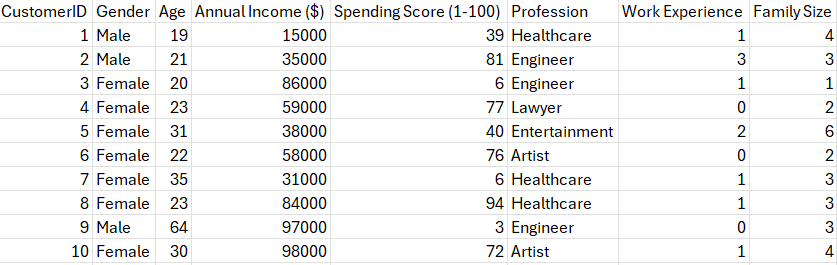 CustomerID Gender Age Annual Income ($) Spending Score (1-100) Profession Work Experience Family Size
1 Male 19 15000 39 Healthcare 1 4
2 Male 21 35000 81 Engineer 3 3
3 Female 20 86000 6 Engineer 1 1
4 Female 23 59000 77 Lawyer 0 2
5 Female 31 38000 40 Entertainment 2 6
6 Female 22 58000 76 Artist 0 2
7 Female 35 31000 6 Healthcare 1 3
8 Female 23 84000 94 Healthcare 1 3
9 Male 64 97000 3 Engineer 0 3
10 Female 30 98000 72 Artist 1 4